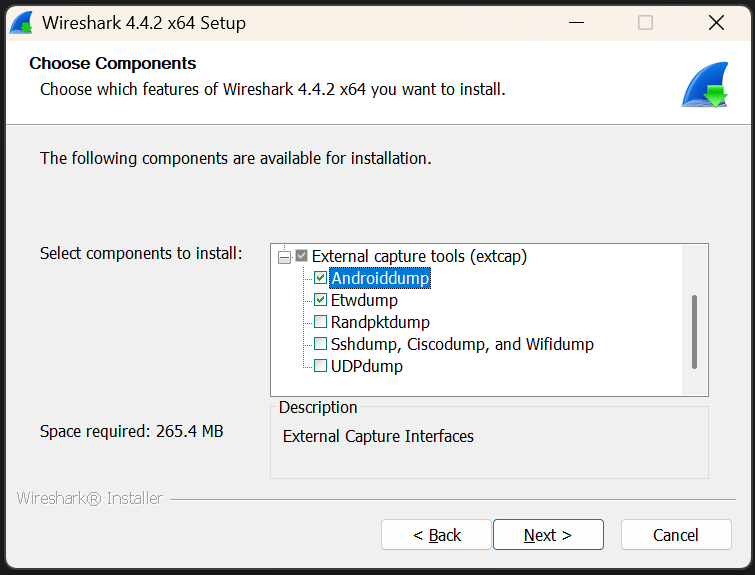 Wireshark 4.4.2 x64 Setup
Choose Components
Choose which features of Wireshark 4.4.2 x64 you want to install.
The following components are available for installation.
Select components to install:
External capture tools (extcap)
Androiddump
Etwdump
Randpktdump
Sshdump, Ciscodump, and Wifidump
UDPdump
Space required: 265.4 MB
Description
External Capture Interfaces
Wireshark® Installer
< Back
Next >
Cancel